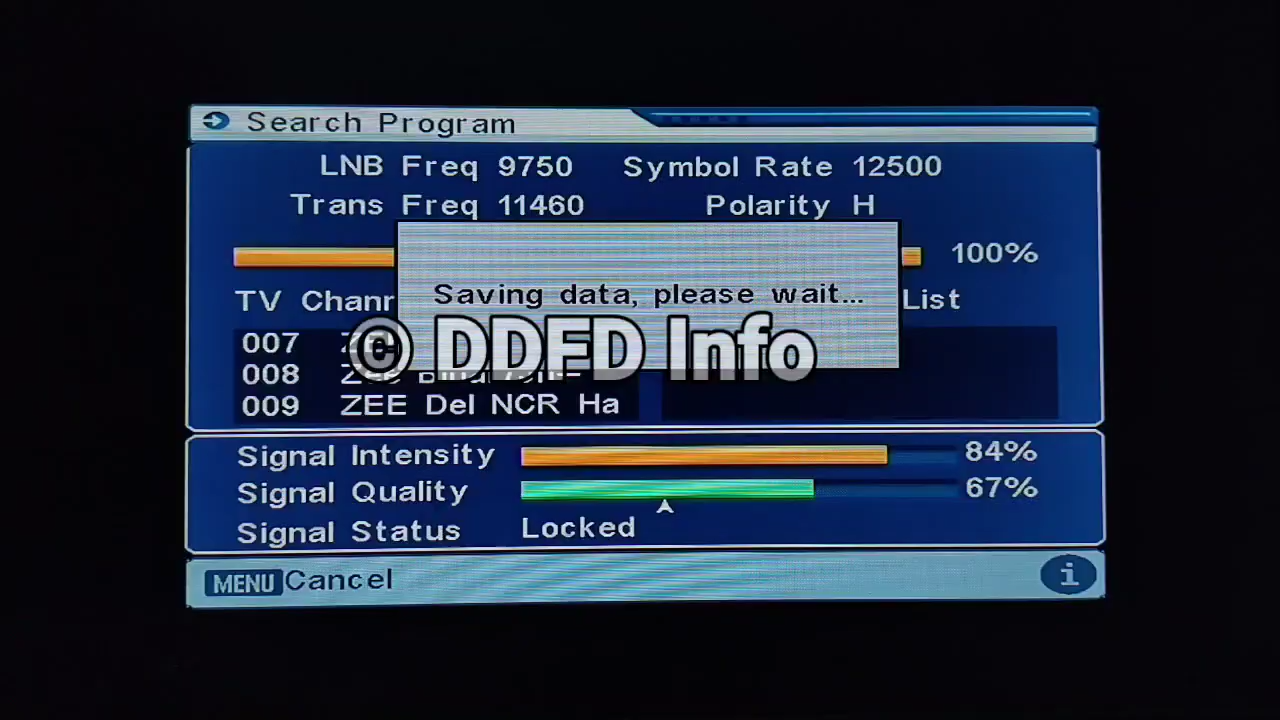 Search Program
LNB Freq 9750 Symbol Rate 12500
Trans Freq 11460 Polarity H
100%
Saving data, please wait...
TV List
© DDFD Info
007
008 Zee
009 ZEE Del NCR Ha
Signal Intensity 84%
Signal Quality 67%
Signal Status Locked
MENU Cancel i